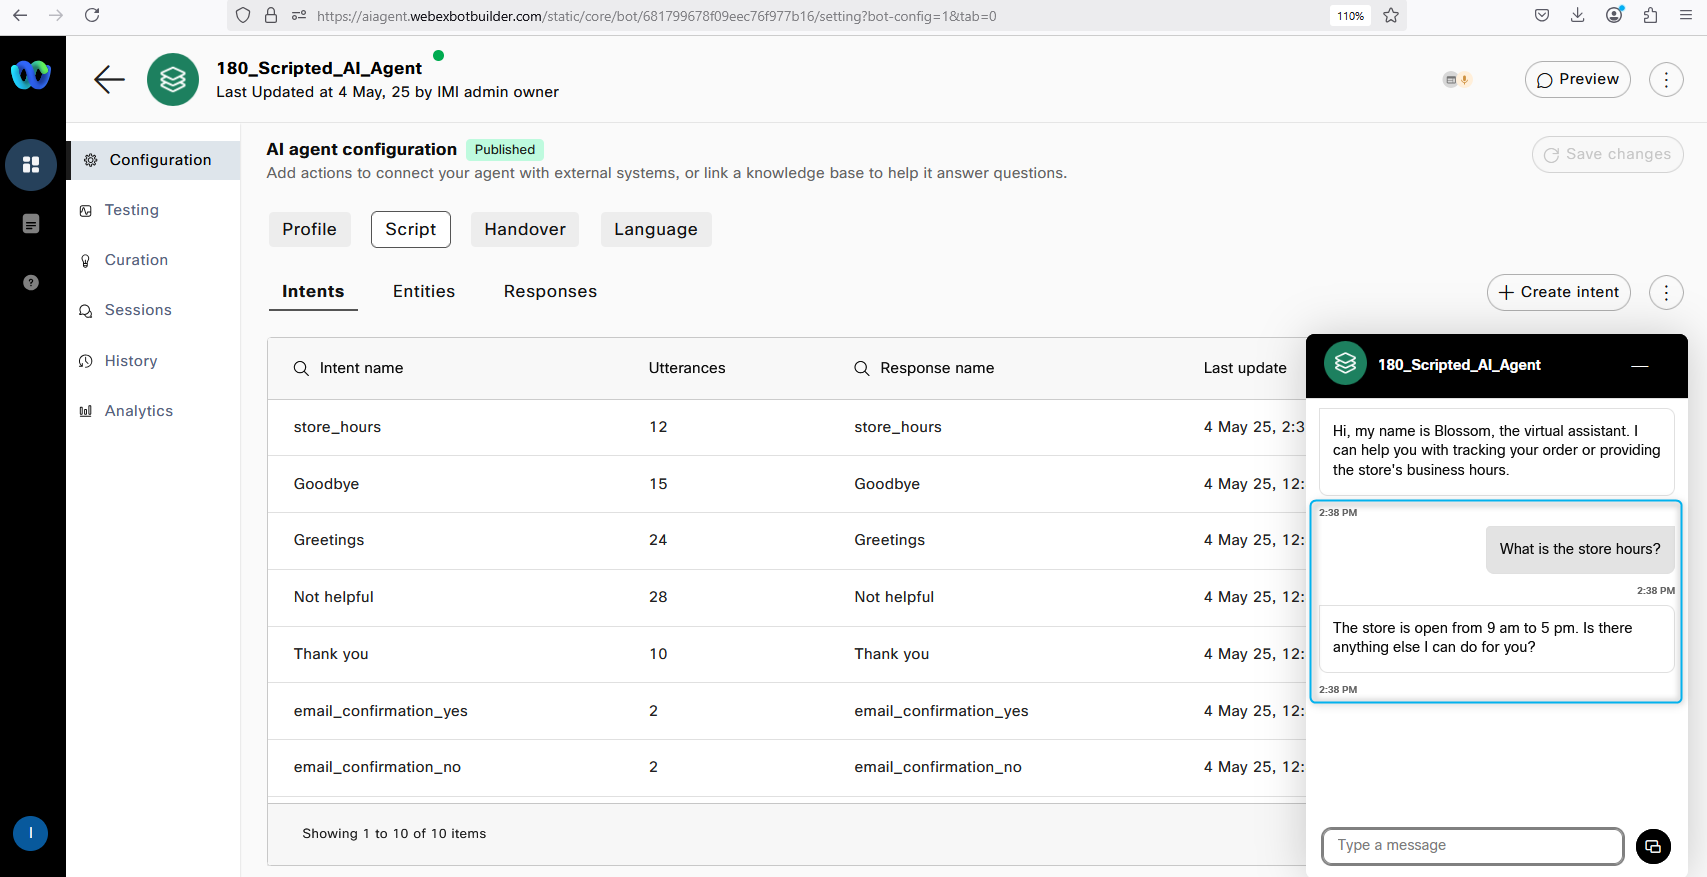 https://aiagent.webexbotbuilder.com/static/core/bot/681799678f09eec76f977b16/setting?bot-config=1&tab=0
110%
180_Scripted_AI_Agent
Last Updated at 4 May, 25 by IMI admin owner
Preview
Configuration
Testing
Curation
Sessions
History
Analytics
I
AI agent configuration Published
Add actions to connect your agent with external systems, or link a knowledge base to help it answer questions.
Save changes
Profile Script Handover Language
Intents Entities Responses
Create intent
Intent name Utterances Response name Last update
store_hours 12 store_hours 4 May 25, 2:3
Goodbye 15 Goodbye 4 May 25, 12:
Greetings 24 Greetings 4 May 25, 12:
Not helpful 28 Not helpful 4 May 25, 12:
Thank you 10 Thank you 4 May 25, 12:
email_confirmation_yes 2 email_confirmation_yes 4 May 25, 12:
email_confirmation_no 2 email_confirmation_no 4 May 25, 12:
Showing 1 to 10 of 10 items
180_Scripted_AI_Agent
Hi, my name is Blossom, the virtual assistant. I
can help you with tracking your order or providing
the store's business hours.
2:38 PM
What is the store hours?
2:38 PM
The store is open from 9 am to 5 pm. Is there
anything else I can do for you?
2:38 PM
Type a message